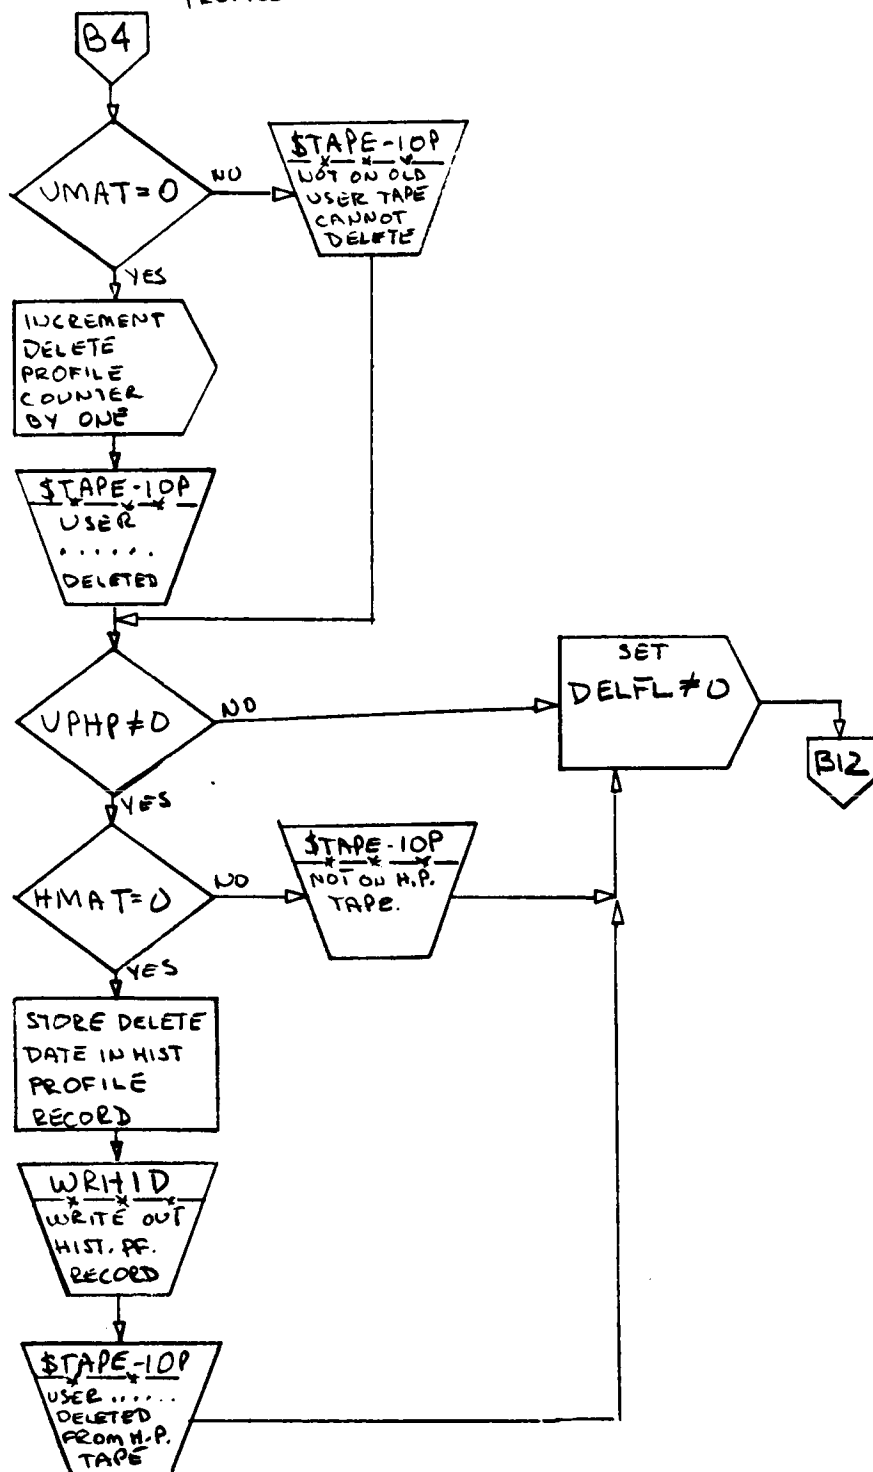 B4
UMAT=0
NO
$TAPE-IOP
NOT ON OLD
USER TAPE
CANNOT
DELETE
YES
INCREMENT
DELETE
PROFILE
COUNTER
BY ONE
$TAPE-IOP
USER
......
DELETED
UPHP≠0
NO
SET
DELFL≠0
B12
YES
HMAT=0
NO
$TAPE-IOP
NOT ON H.P.
TAPE.
YES
STORE DELETE
DATE IN HIST
PROFILE
RECORD
WRHID
WRITE OUT
HIST. PF.
RECORD
$TAPE-IOP
USER ......
DELETED
FROM H.P.
TAPE